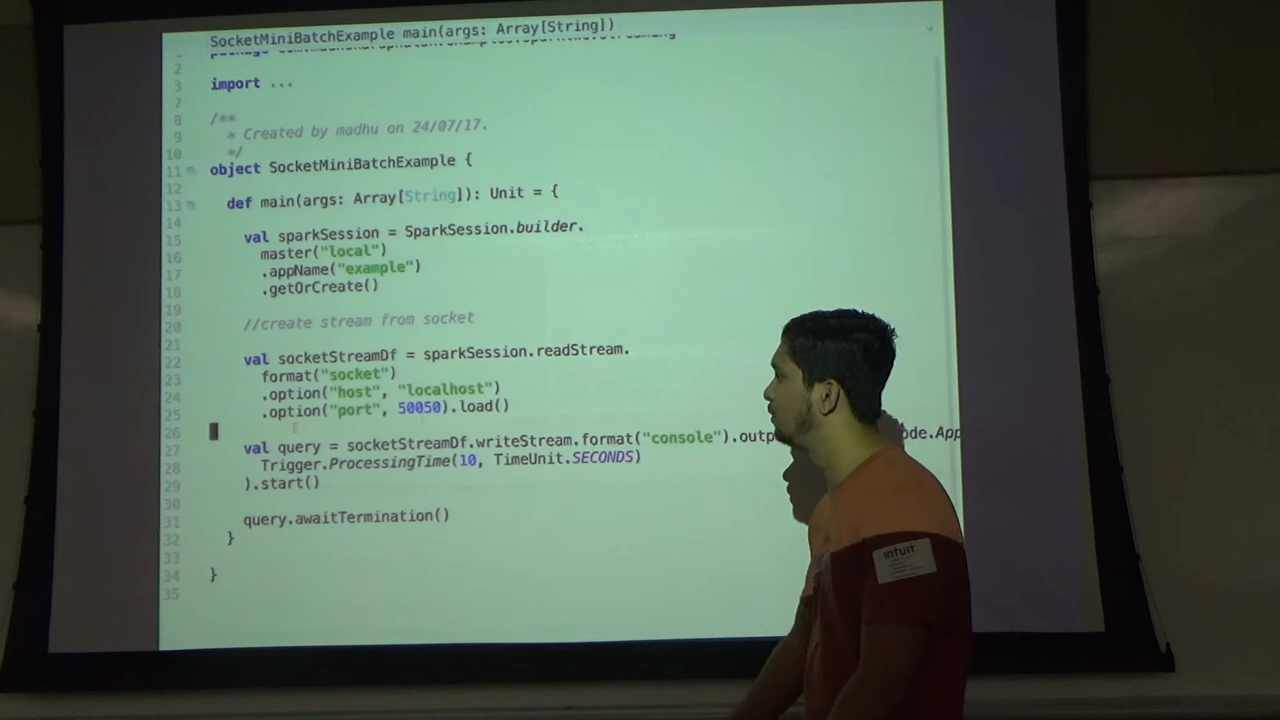 SocketMiniBatchExample main(args: Array[String])
1
2
3 import ...
7
8 /**
9 * Created by madhu on 24/07/17.
10 */
11 object SocketMiniBatchExample {
12
13 def main(args: Array[String]): Unit = {
14
15 val sparkSession = SparkSession.builder.
16 master("local")
17 .appName("example")
18 .getOrCreate()
19
20 //create stream from socket
21
22 val socketStreamDf = sparkSession.readStream.
23 format("socket")
24 .option("host", "localhost")
25 .option("port", 50050).load()
26
27 val query = socketStreamDf.writeStream.format("console").outp ode.App
28 Trigger.ProcessingTime(10, TimeUnit.SECONDS)
29 ).start()
30
31 query.awaitTermination()
32 }
33
34 }
35
INTUIT